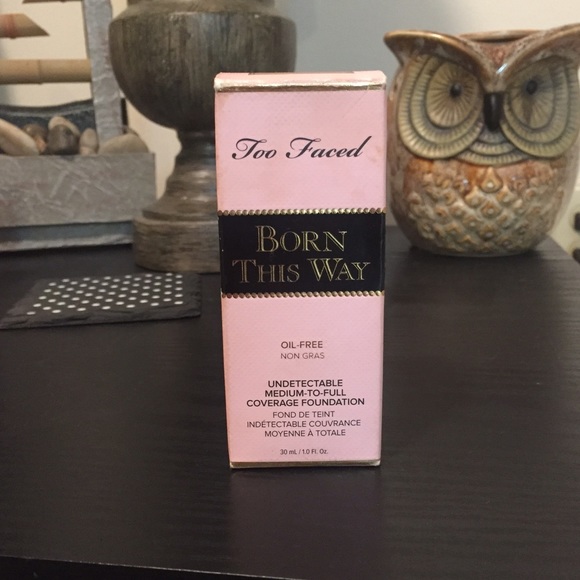 Too Faced
BORN
THIS WAY
OIL-FREE
NON GRAS
UNDETECTABLE
MEDIUM-TO-FULL
COVERAGE FOUNDATION
FOND DE TEINT
INDÉTECTABLE COUVRANCE
MOYENNE À TOTALE
30 mL / 1.0 Fl. Oz.